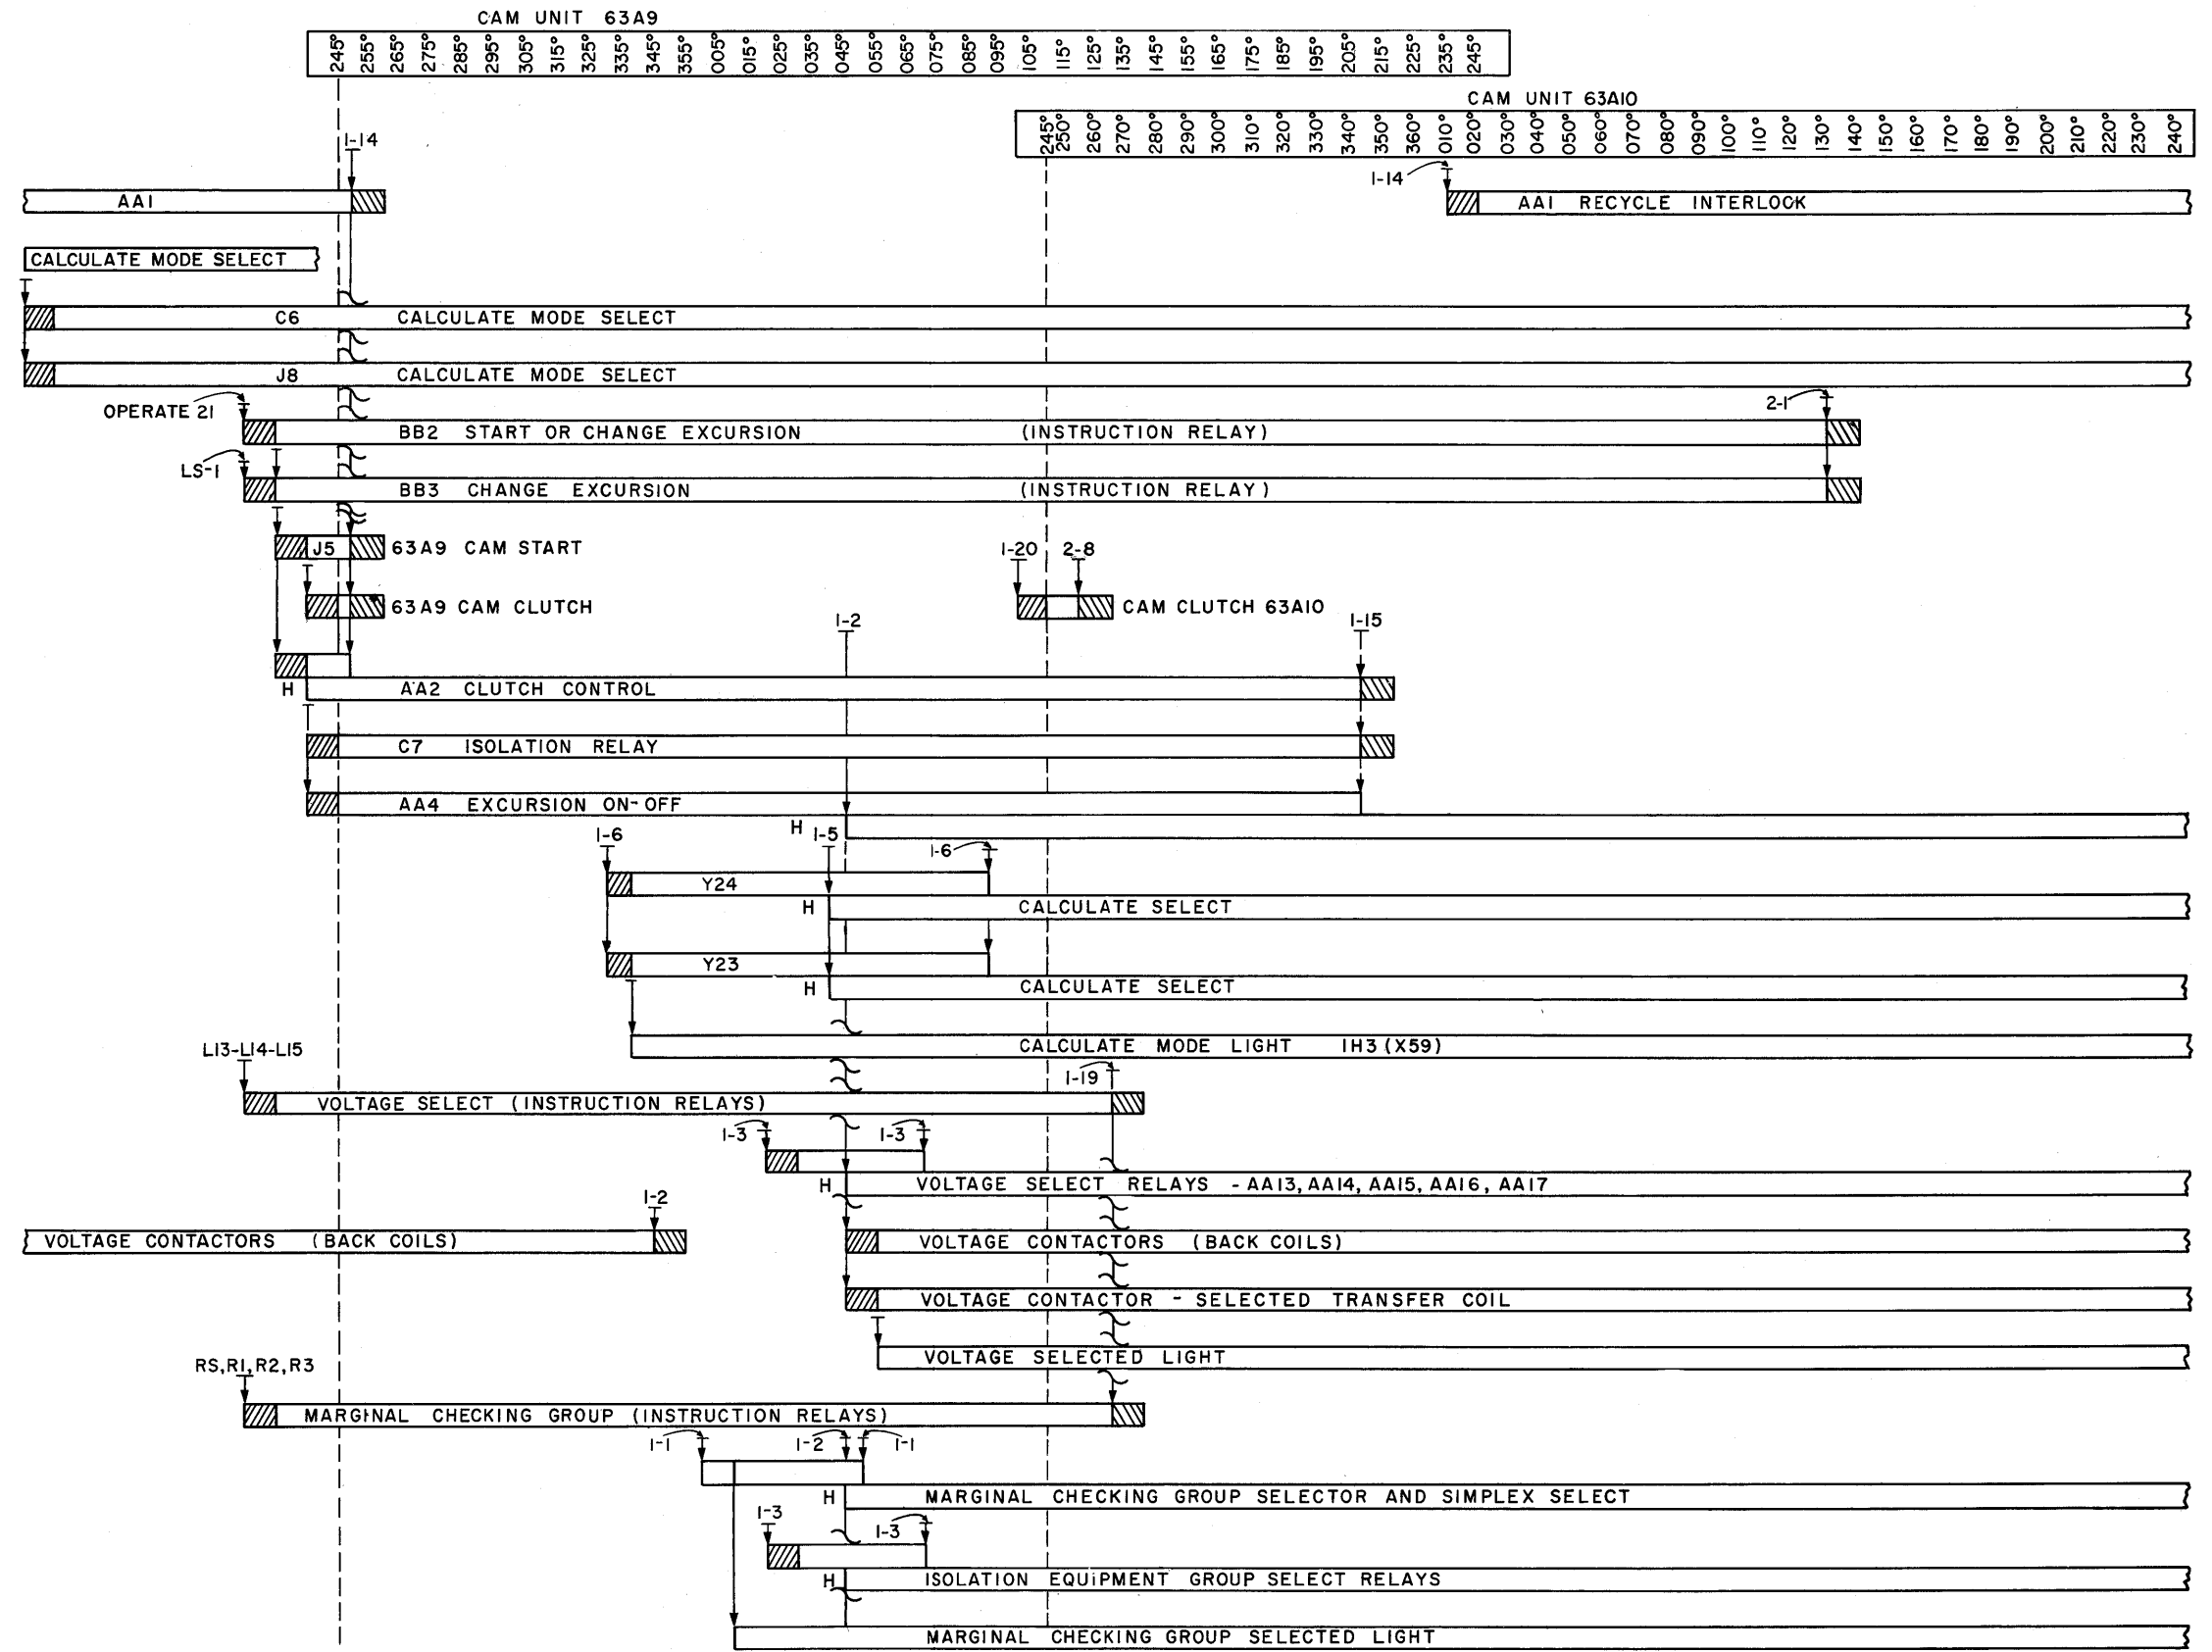 CAM UNIT 63A9
245° 255° 265° 275° 285° 295° 305° 315° 325° 335° 345° 355° 005° 015° 025° 035° 045° 055° 065° 075° 085° 095° 105° 115° 125° 135° 145° 155° 165° 175° 185° 195° 205° 215° 225° 235° 245°
CAM UNIT 63A10
245° 250° 260° 270° 280° 290° 300° 310° 320° 330° 340° 350° 360° 010° 020° 030° 040° 050° 060° 070° 080° 090° 100° 110° 120° 130° 140° 150° 160° 170° 180° 190° 200° 210° 220° 230° 240°
1-14
1-14
AA1
AA1 RECYCLE INTERLOCK
CALCULATE MODE SELECT
C6 CALCULATE MODE SELECT
J8 CALCULATE MODE SELECT
OPERATE 21
2-1
BB2 START OR CHANGE EXCURSION (INSTRUCTION RELAY)
LS-1
BB3 CHANGE EXCURSION (INSTRUCTION RELAY)
J5 63A9 CAM START
1-20 2-8
63A9 CAM CLUTCH
CAM CLUTCH 63A10
1-2
1-15
H AA2 CLUTCH CONTROL
C7 ISOLATION RELAY
AA4 EXCURSION ON-OFF
H
1-6
1-5
1-6
Y24
H CALCULATE SELECT
Y23
H CALCULATE SELECT
CALCULATE MODE LIGHT 1H3 (X59)
L13-L14-L15
1-19
VOLTAGE SELECT (INSTRUCTION RELAYS)
1-3
1-3
H VOLTAGE SELECT RELAYS - AA13, AA14, AA15, AA16, AA17
1-2
VOLTAGE CONTACTORS (BACK COILS)
VOLTAGE CONTACTORS (BACK COILS)
VOLTAGE CONTACTOR - SELECTED TRANSFER COIL
VOLTAGE SELECTED LIGHT
RS, R1, R2, R3
MARGINAL CHECKING GROUP (INSTRUCTION RELAYS)
1-1
1-2
1-1
H MARGINAL CHECKING GROUP SELECTOR AND SIMPLEX SELECT
1-3
1-3
H ISOLATION EQUIPMENT GROUP SELECT RELAYS
MARGINAL CHECKING GROUP SELECTED LIGHT